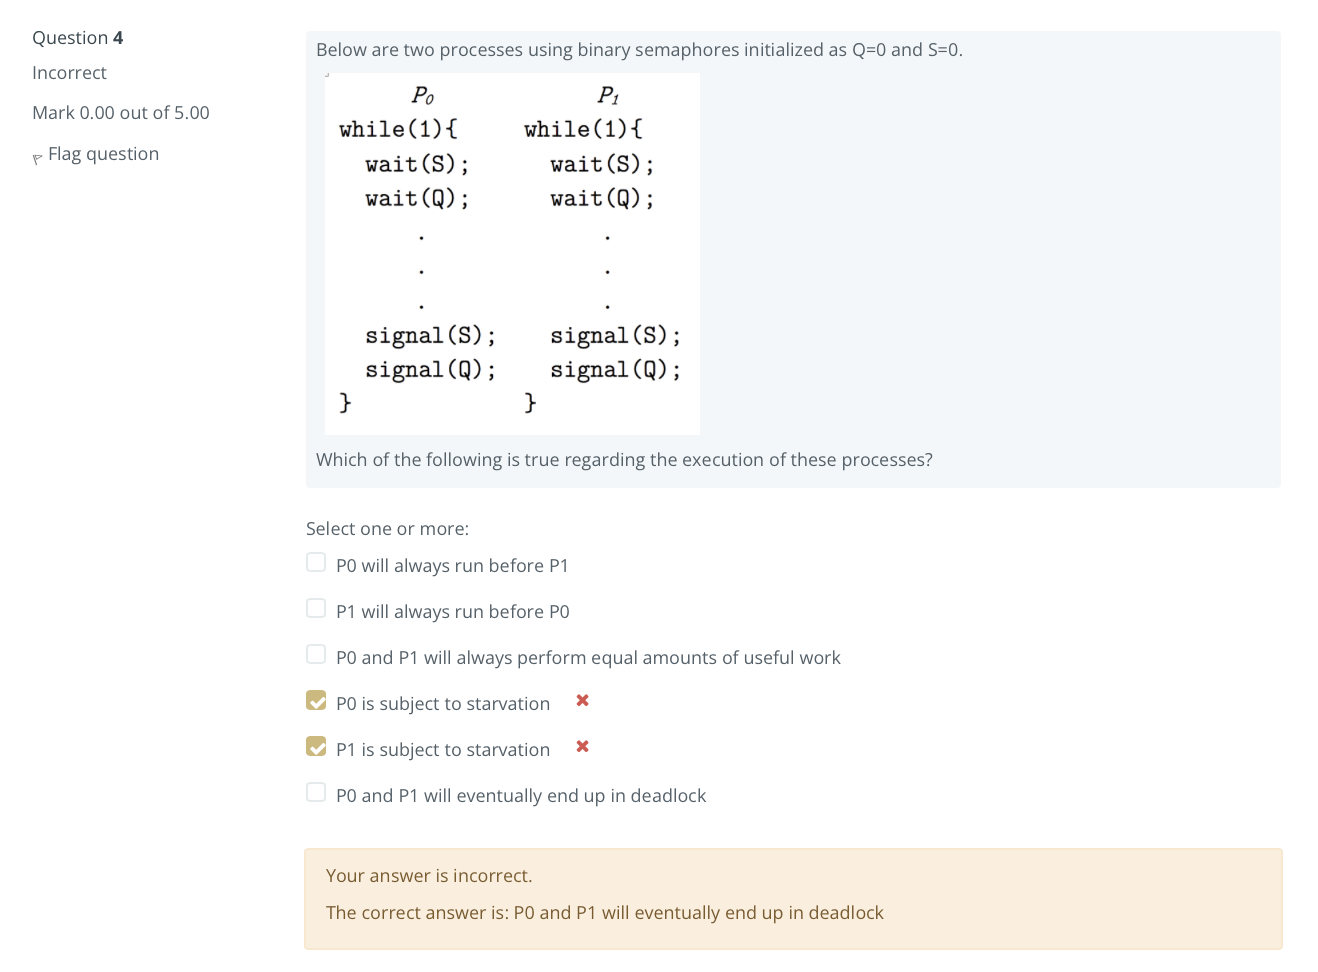 Question 4
Incorrect
Mark 0.00 out of 5.00
Flag question
Below are two processes using binary semaphores initialized as Q=0 and S=0.
P0 P1
while(1){ while(1){
wait(S); wait(S);
wait(Q); wait(Q);
. .
. .
. .
signal(S); signal(S);
signal(Q); signal(Q);
} }
Which of the following is true regarding the execution of these processes?
Select one or more:
P0 will always run before P1
P1 will always run before P0
P0 and P1 will always perform equal amounts of useful work
P0 is subject to starvation
P1 is subject to starvation
P0 and P1 will eventually end up in deadlock
Your answer is incorrect.
The correct answer is: P0 and P1 will eventually end up in deadlock